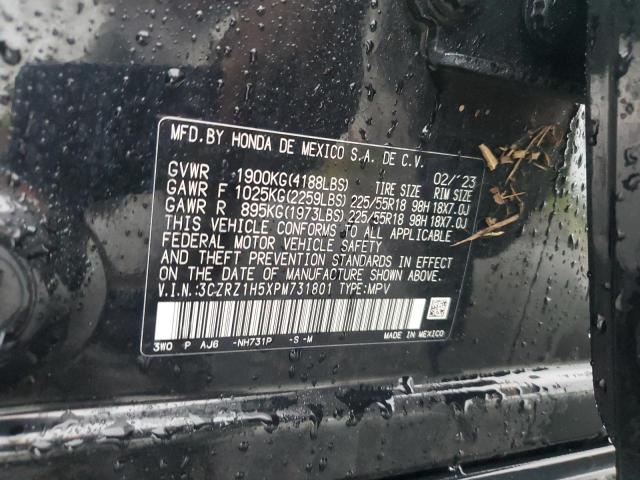 MFD.BY HONDA DE MEXICO S.A. DE C.V.
02/'23
GVWR 1900KG(4188LBS) TIRE SIZE RIM SIZE
GAWR F 1025KG(2259LBS) 225/55R18 98H 18X7.0J
GAWR R 895KG(1973LBS) 225/55R18 98H 18X7.0J
THIS VEHICLE CONFORMS TO ALL APPLICABLE
FEDERAL MOTOR VEHICLE SAFETY
AND THEFT PREVENTION STANDARDS IN EFFECT
ON THE DATE OF MANUFACTURE SHOWN ABOVE.
V.I.N.:3CZRZ1H5XPM731801 TYPE:MPV
3W0 P AJ6 -NH731P -S -M MADE IN MEXICO